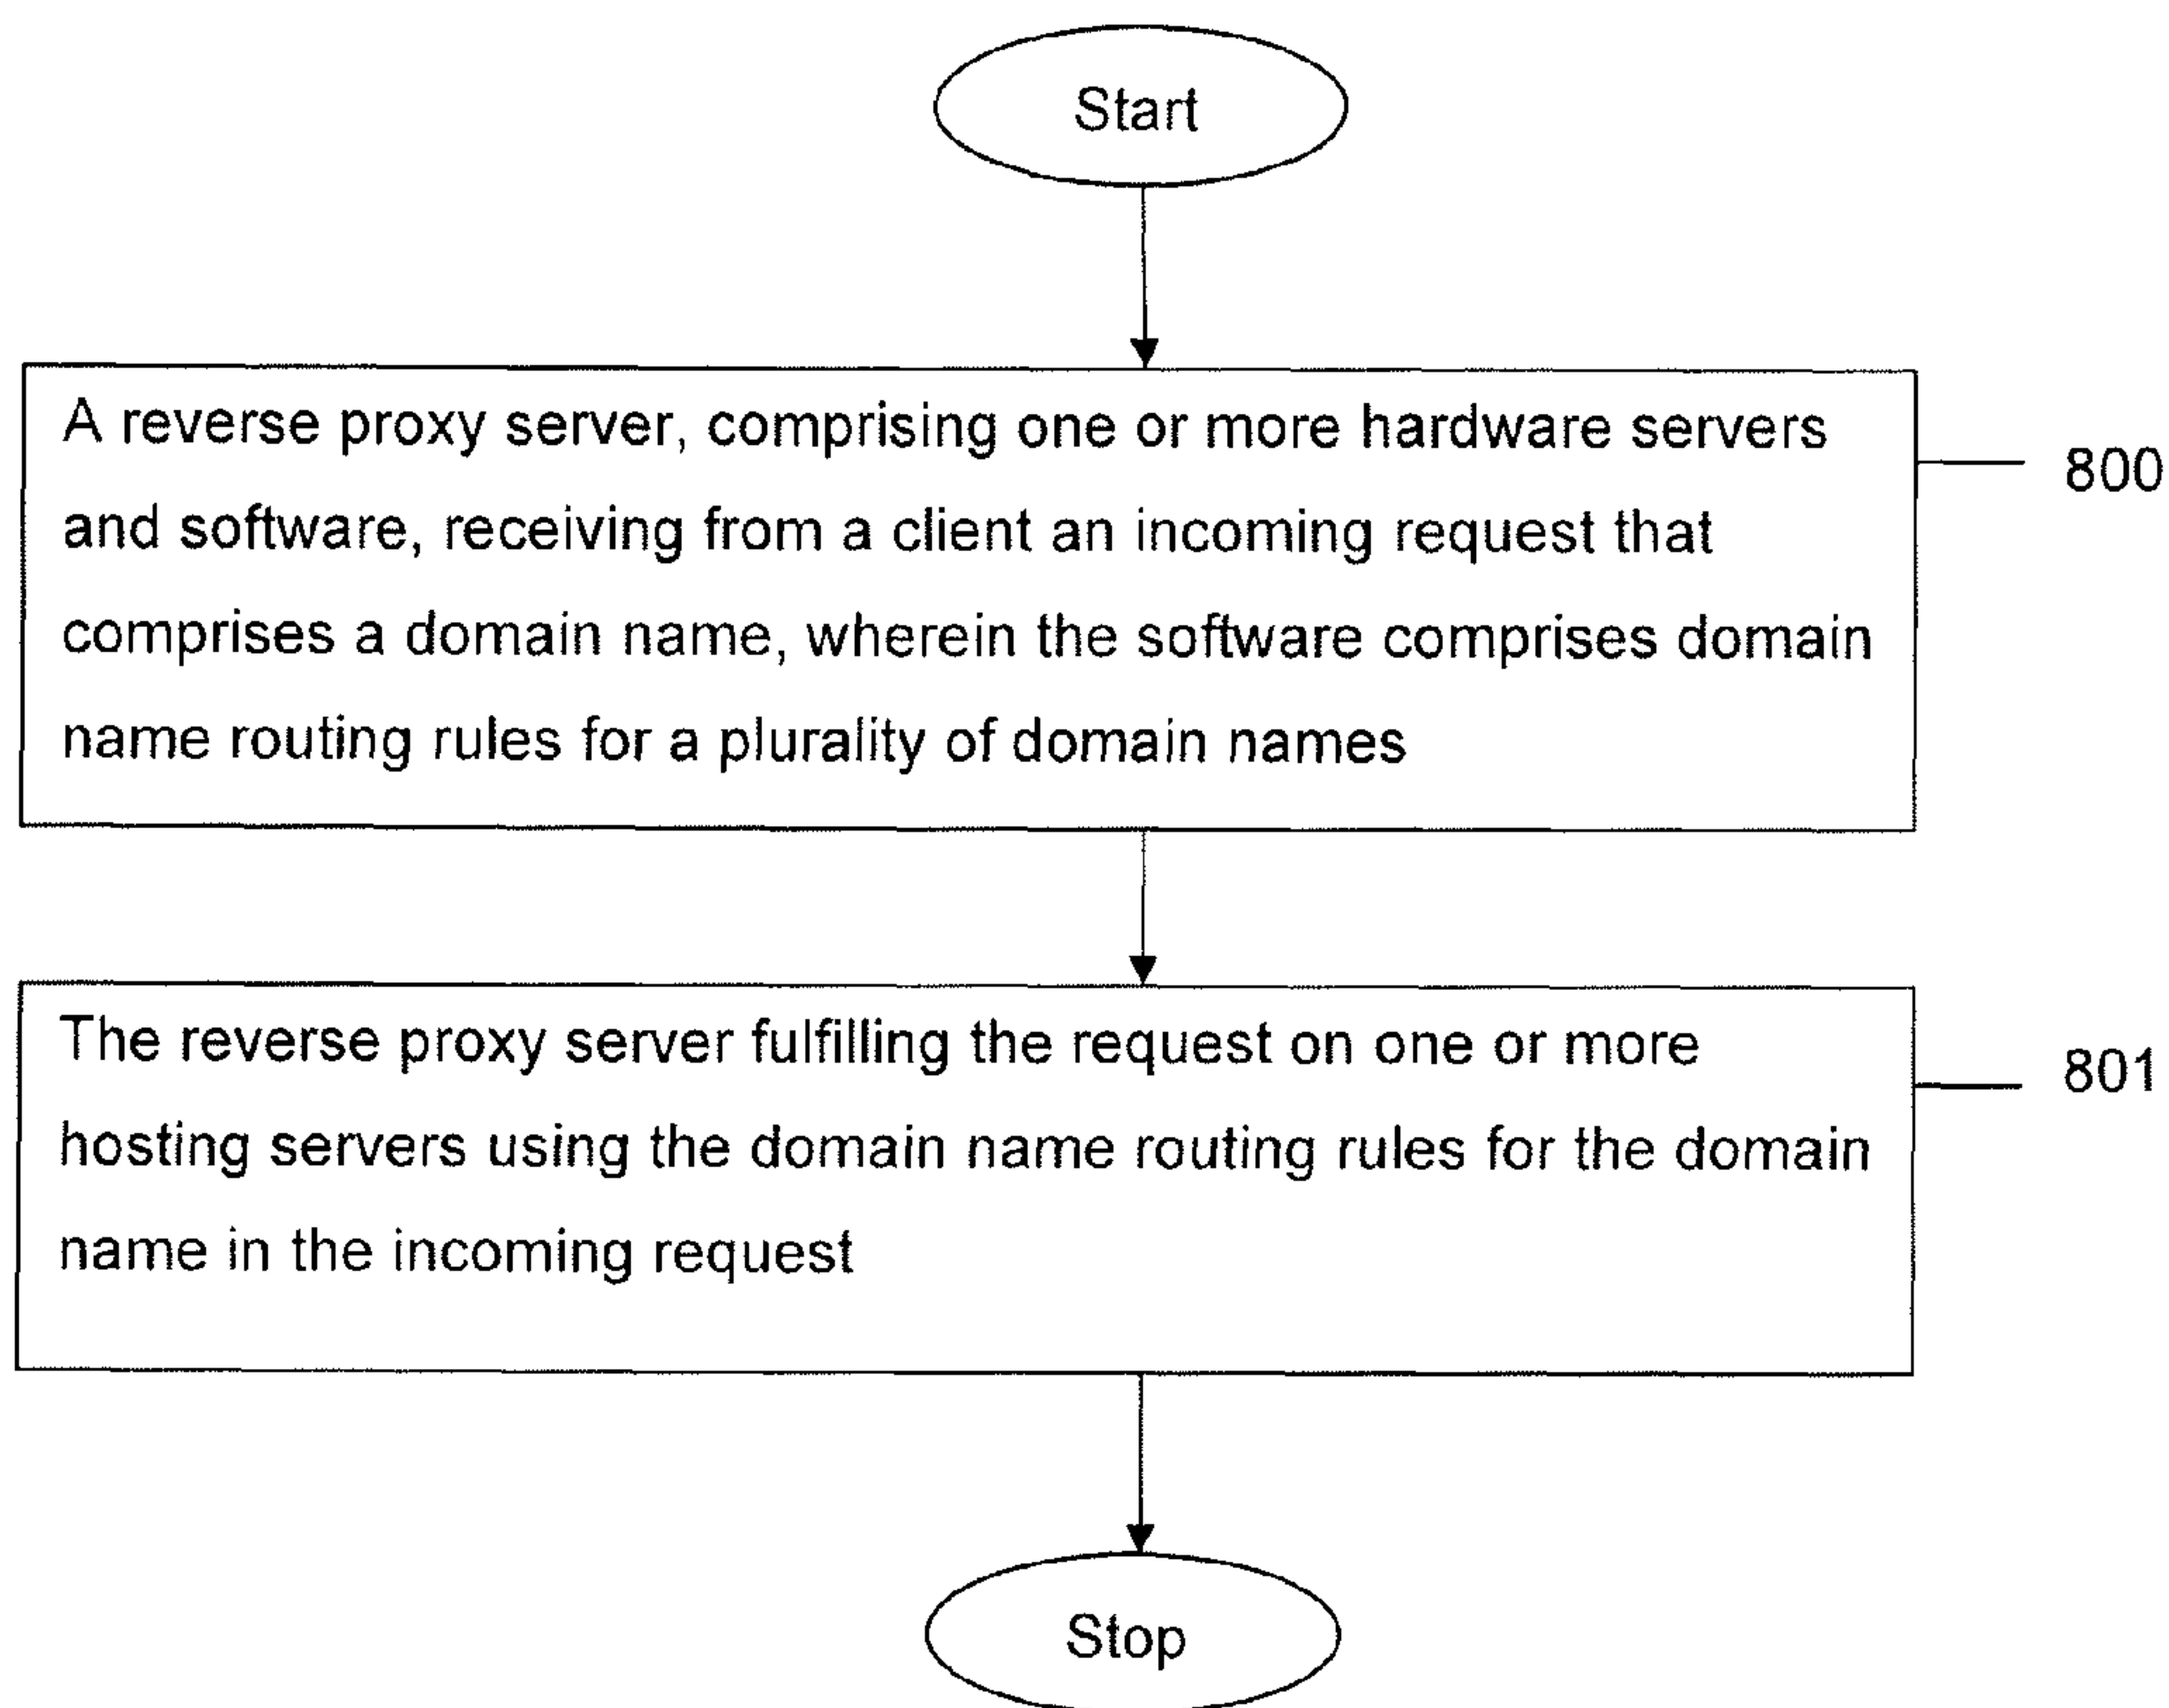 Start
A reverse proxy server, comprising one or more hardware servers
and software, receiving from a client an incoming request that
comprises a domain name, wherein the software comprises domain
name routing rules for a plurality of domain names
800
The reverse proxy server fulfilling the request on one or more
hosting servers using the domain name routing rules for the domain
name in the incoming request
801
Stop